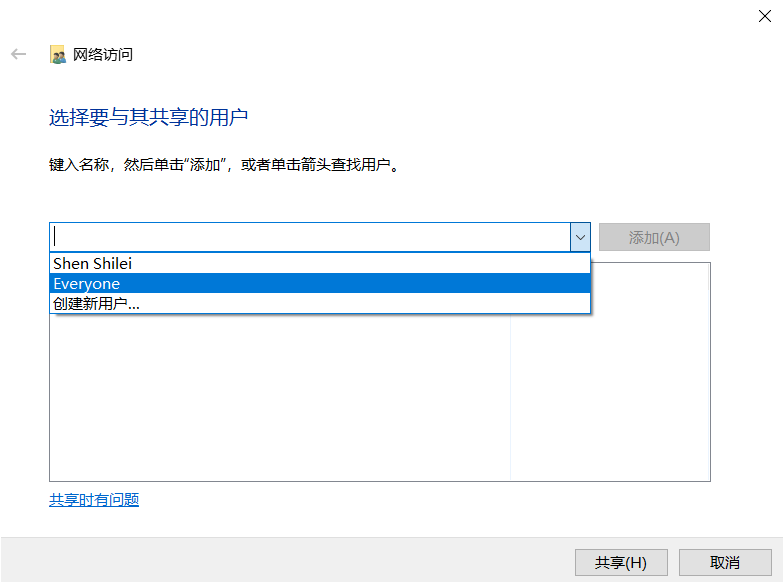 网络访问
选择要与其共享的用户
键入名称，然后单击“添加”，或者单击箭头查找用户。
添加(A)
Shen Shilei
Everyone
创建新用户...
共享时有问题
共享(H)
取消